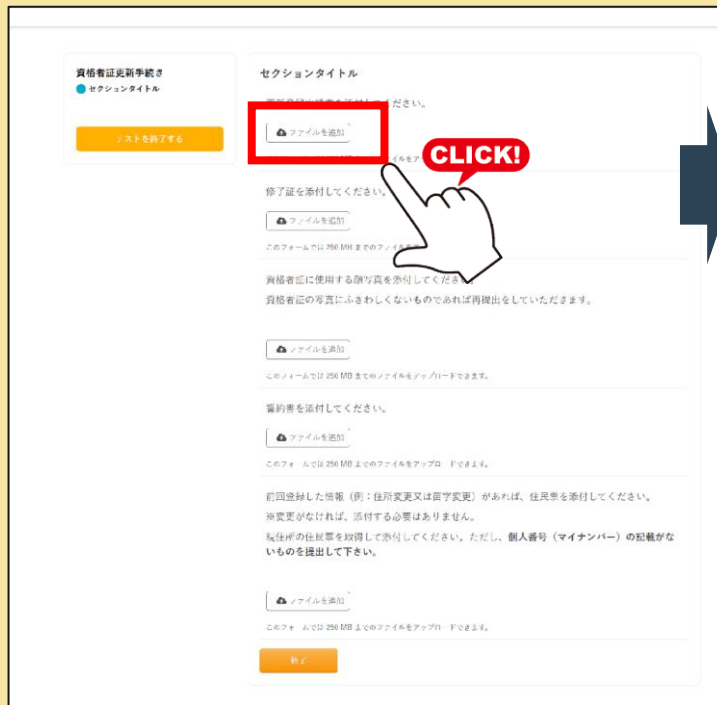 資格者証更新手続き
セクションタイトル
テストを終了する
セクションタイトル
ください。
ファイルを追加
CLICK!
修了証を添付してください。
ファイルを追加
このフォームでは 250 MB までのファイルを
資格者証に使用する顔写真を添付してください。
資格者証の写真にふさわしくないものであれば再提出をしていただきます。
ファイルを追加
このフォームでは 250 MB までのファイルをアップロードできます。
誓約書を添付してください。
ファイルを追加
このフォームでは 250 MB までのファイルをアップロードできます。
前回登録した情報（例：住所変更又は苗字変更）があれば、住民票を添付してください。
※変更がなければ、添付する必要はありません。
現住所の住民票を取得して添付してください。ただし、個人番号（マイナンバー）の記載がな
いものを提出して下さい。
ファイルを追加
このフォームでは 250 MB までのファイルをアップロードできます。
終了